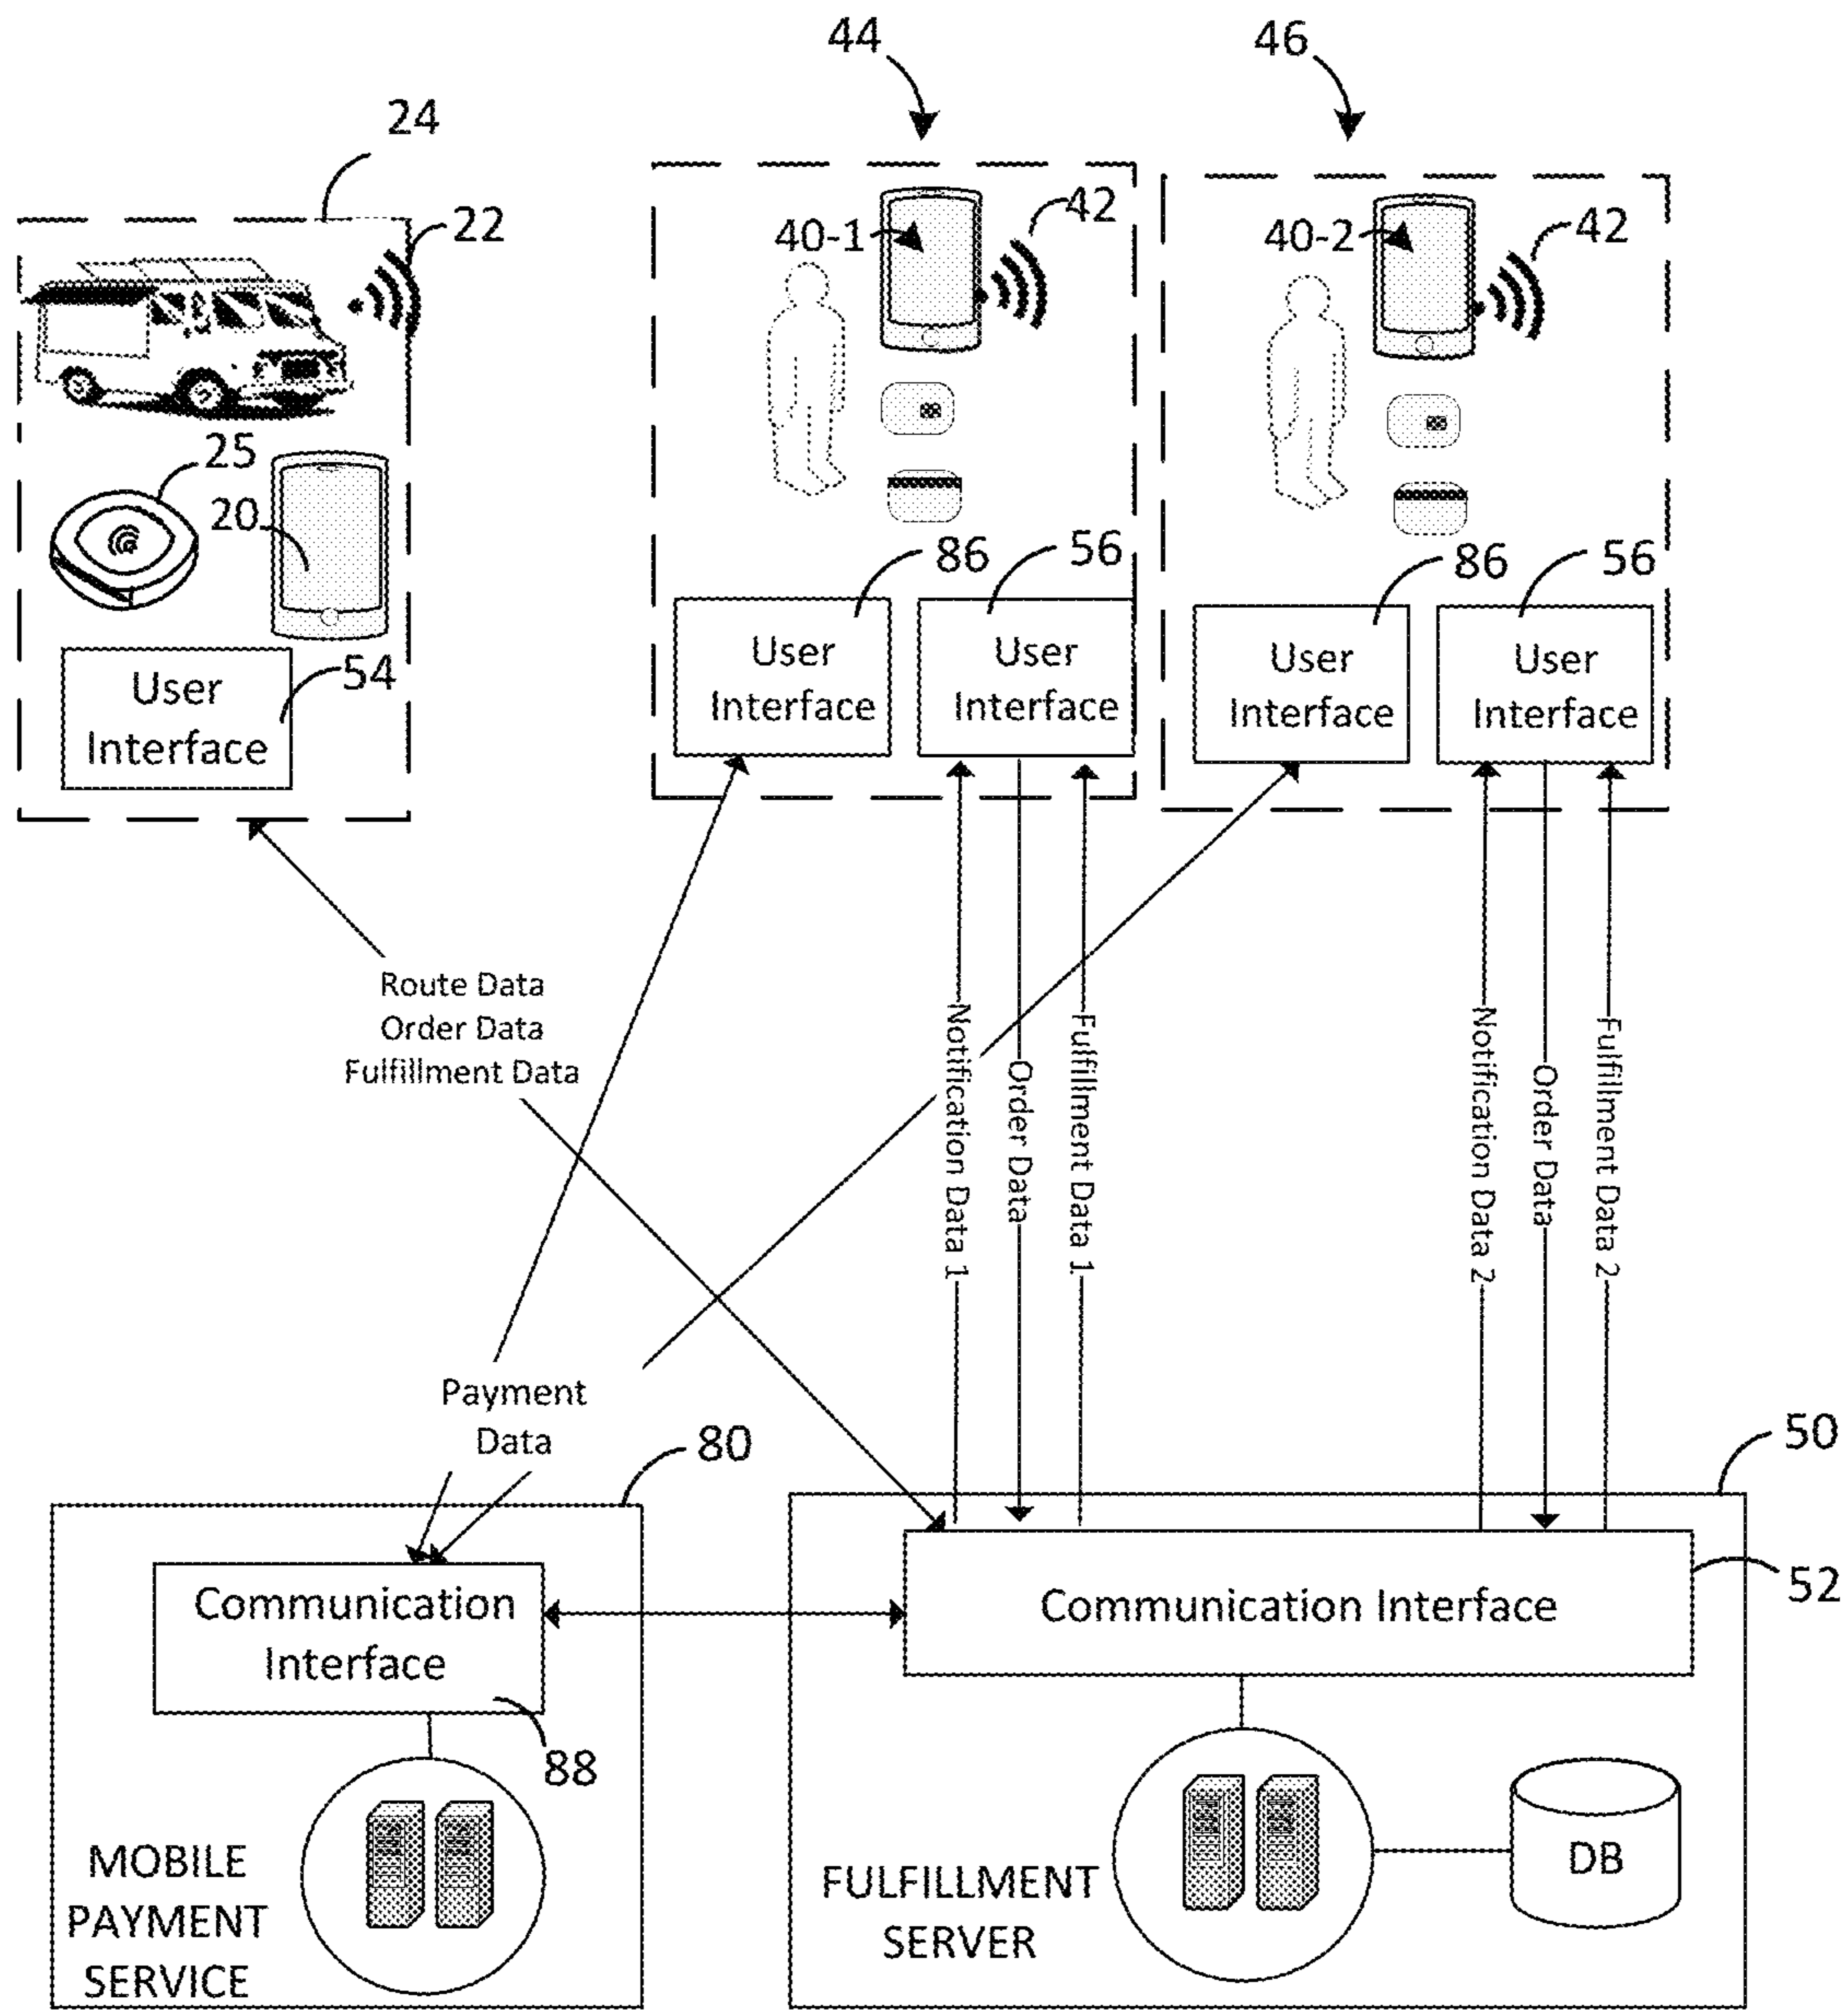 44
46
24
22
40-1
42
40-2
42
25
20
86
56
86
56
User
Interface
54
User
Interface
User
Interface
User
Interface
User
Interface
Route Data
Order Data
Fulfillment Data
Notification Data 1
Order Data
Fulfillment Data 1
Notification Data 2
Order Data
Fulfillment Data 2
Payment
Data
80
50
Communication
Interface
88
Communication Interface
52
MOBILE
PAYMENT
SERVICE
FULFILLMENT
SERVER
DB